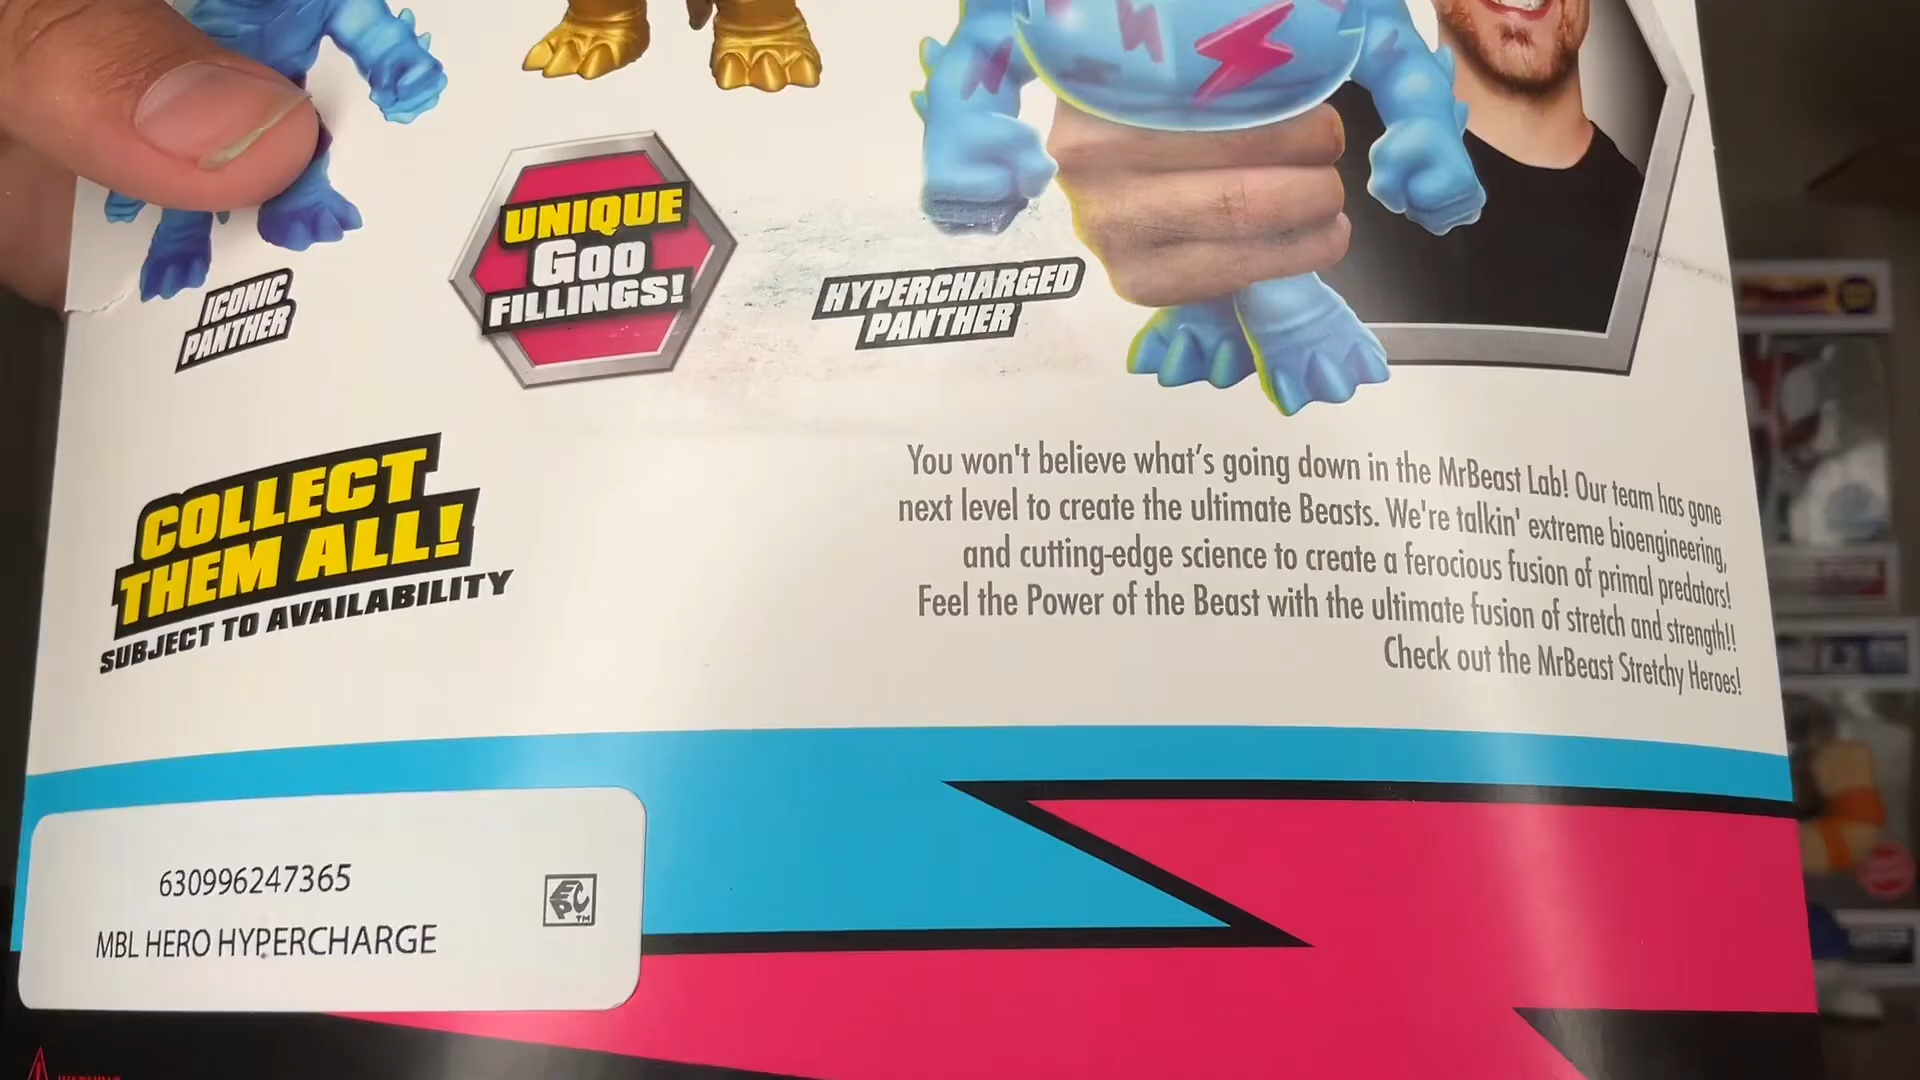 UNIQUE
GOO
FILLINGS!
ICONIC
PANTHER
HYPERCHARGED
PANTHER
COLLECT
THEM ALL!
SUBJECT TO AVAILABILITY
You won't believe what's going down in the MrBeast Lab! Our team has gone
next level to create the ultimate Beasts. We're talkin' extreme bioengineering,
and cutting-edge science to create a ferocious fusion of primal predators!
Feel the Power of the Beast with the ultimate fusion of stretch and strength!!
Check out the MrBeast Stretchy Heroes!
630996247365
MBL HERO HYPERCHARGE
EPC
TM